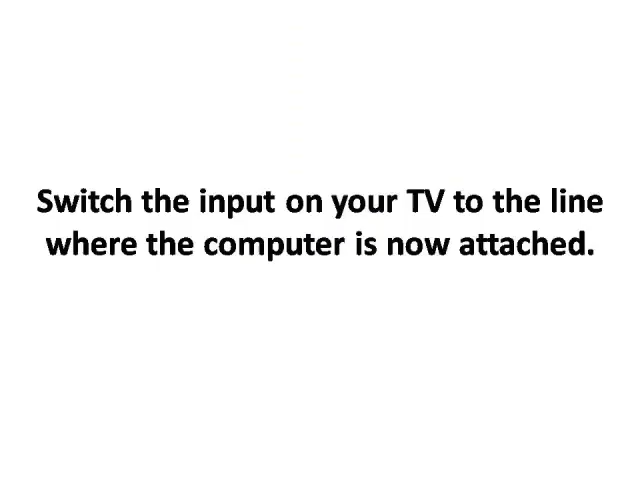 Switch the input on your TV to the line
where the computer is now attached.